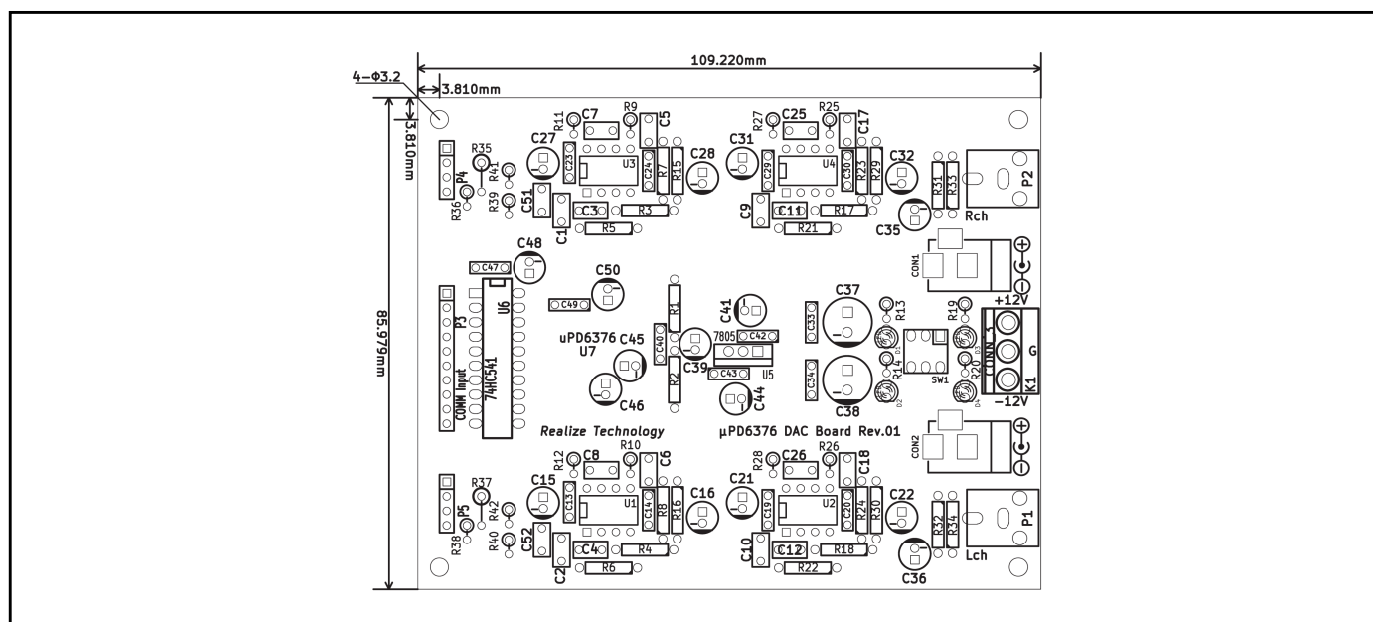 109.220mm
4-Φ3.2
3.810mm
3.810mm
85.979mm
R11
C7
R9
C5
R27
C25
R25
C17
C27
C23
U3
C24
R7
R15
C28
C31
C29
U4
C30
R23
R29
C32
R31
R33
P2
Rch
R35
P4
R41
R36
R39
C51
C1
C3
R3
R5
C9
C11
R17
R21
C35
C47
C48
C49
C50
R1
C41
C37
C33
R13
R19
CON1
+12V
P3
COMM Input
U6
74HC541
uPD6376
U7
C45
C46
C40
R2
C39
7805
C42
U5
C43
C44
C34
C38
D1
R14
D2
SW1
D3
R20
D4
CONN_3
G
K1
-12V
Realize Technology
µPD6376 DAC Board Rev.01
CON2
R12
C8
R10
C6
R28
C26
R26
C18
R37
P5
R42
R38
R40
C15
C13
U1
C14
R8
R16
C16
C21
C19
U2
C20
R24
R30
C22
R32
R34
P1
Lch
C52
C2
C4
R4
R6
C10
C12
R18
R22
C36